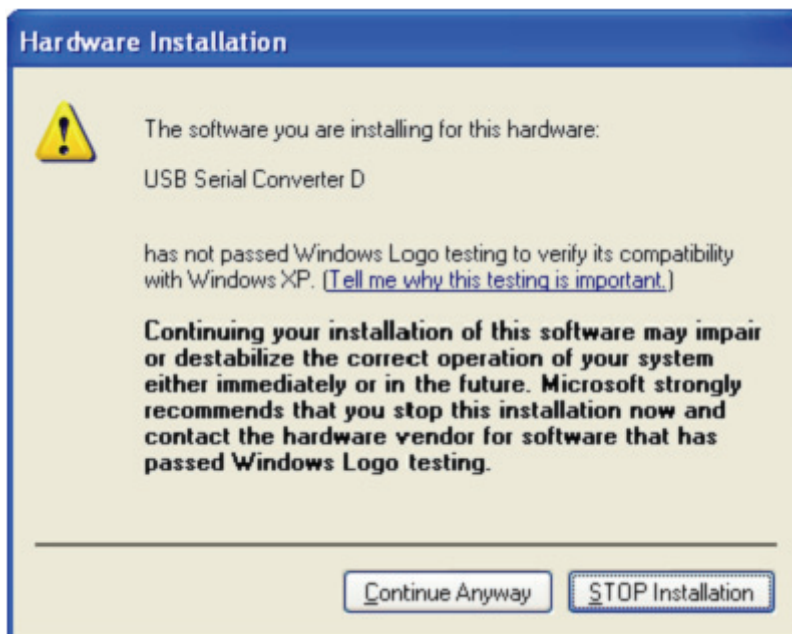 Hardware Installation
The software you are installing for this hardware:
USB Serial Converter D
has not passed Windows Logo testing to verify its compatibility
with Windows XP. (Tell me why this testing is important.)
Continuing your installation of this software may impair
or destabilize the correct operation of your system
either immediately or in the future. Microsoft strongly
recommends that you stop this installation now and
contact the hardware vendor for software that has
passed Windows Logo testing.
Continue Anyway
STOP Installation